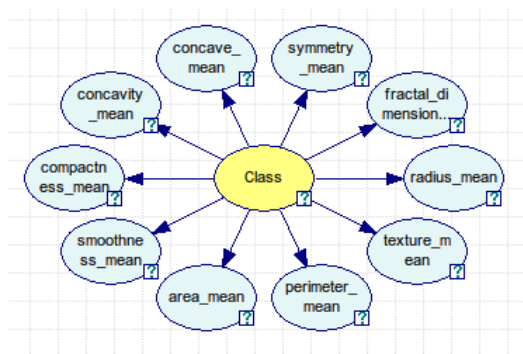 concave_
mean
symmetry
_mean
concavity
_mean
fractal_di
mension...
compactn
ess_mean
Class
radius_mean
smoothne
ss_mean
texture_m
ean
area_mean
perimeter_
mean
?
?
?
?
?
?
?
?
?
?
?